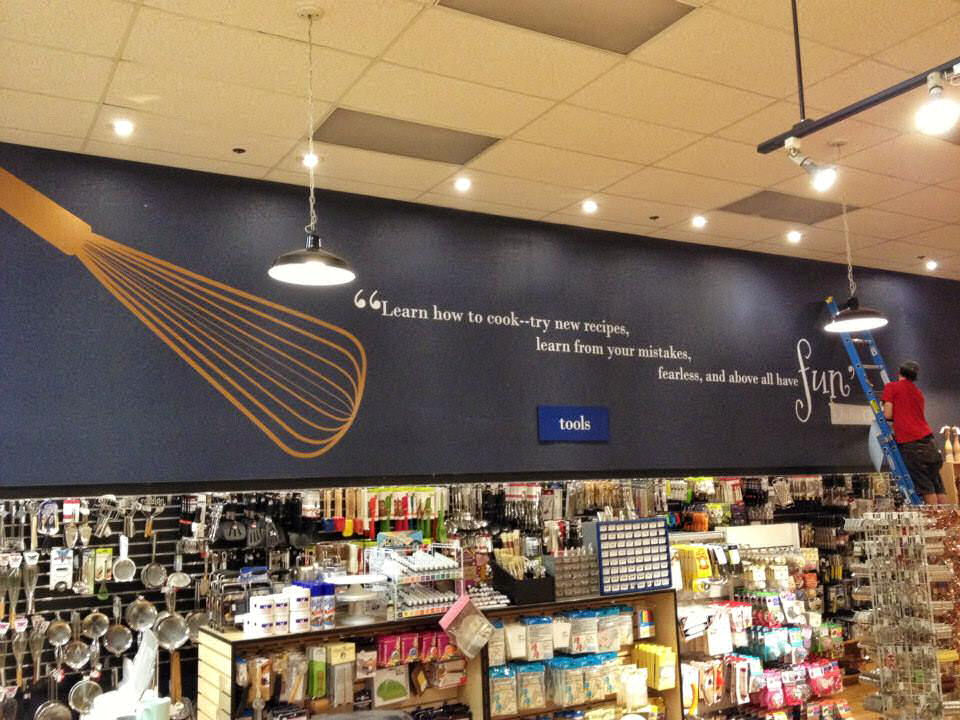 “Learn how to cook--try new recipes,
learn from your mistakes,
fearless, and above all have fun”
tools